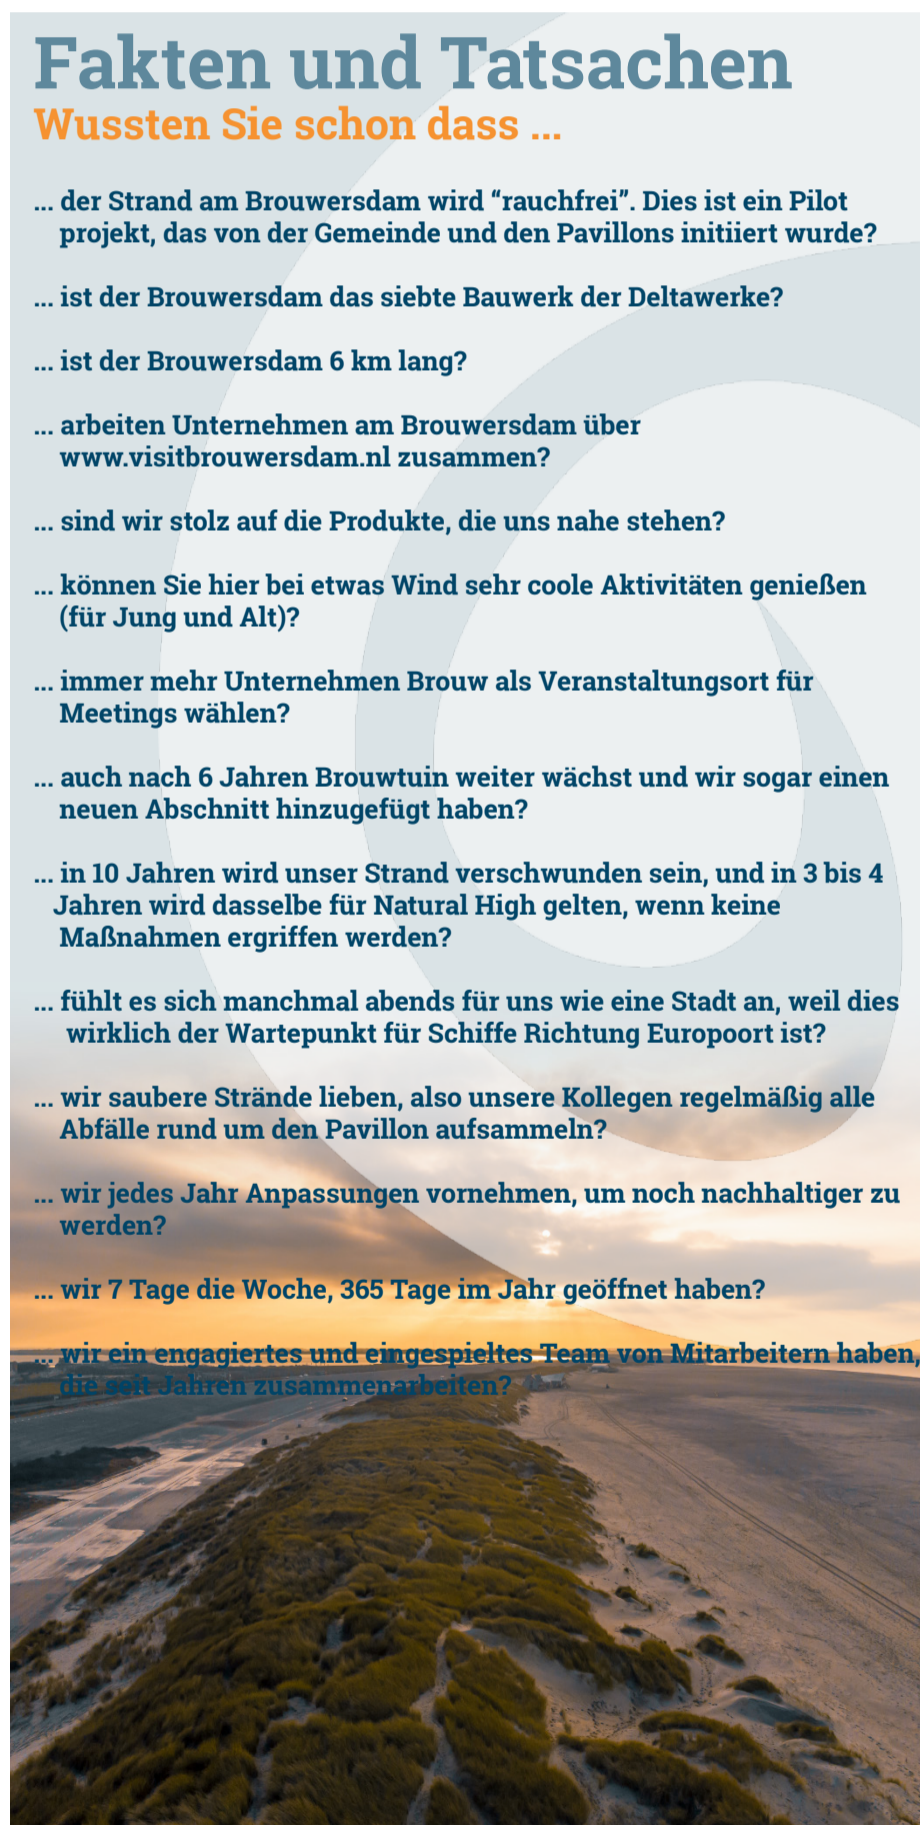 Fakten und Tatsachen
Wussten Sie schon dass ...
... der Strand am Brouwersdam wird “rauchfrei”. Dies ist ein Pilot
projekt, das von der Gemeinde und den Pavillons initiiert wurde?
... ist der Brouwersdam das siebte Bauwerk der Deltawerke?
... ist der Brouwersdam 6 km lang?
... arbeiten Unternehmen am Brouwersdam über
www.visitbrouwersdam.nl zusammen?
... sind wir stolz auf die Produkte, die uns nahe stehen?
... können Sie hier bei etwas Wind sehr coole Aktivitäten genießen
(für Jung und Alt)?
... immer mehr Unternehmen Brouw als Veranstaltungsort für
Meetings wählen?
... auch nach 6 Jahren Brouwtuin weiter wächst und wir sogar einen
neuen Abschnitt hinzugefügt haben?
... in 10 Jahren wird unser Strand verschwunden sein, und in 3 bis 4
Jahren wird dasselbe für Natural High gelten, wenn keine
Maßnahmen ergriffen werden?
... fühlt es sich manchmal abends für uns wie eine Stadt an, weil dies
wirklich der Wartepunkt für Schiffe Richtung Europoort ist?
... wir saubere Strände lieben, also unsere Kollegen regelmäßig alle
Abfälle rund um den Pavillon aufsammeln?
... wir jedes Jahr Anpassungen vornehmen, um noch nachhaltiger zu
werden?
... wir 7 Tage die Woche, 365 Tage im Jahr geöffnet haben?
... wir ein engagiertes und eingespieltes Team von Mitarbeitern haben,
die seit Jahren zusammenarbeiten?